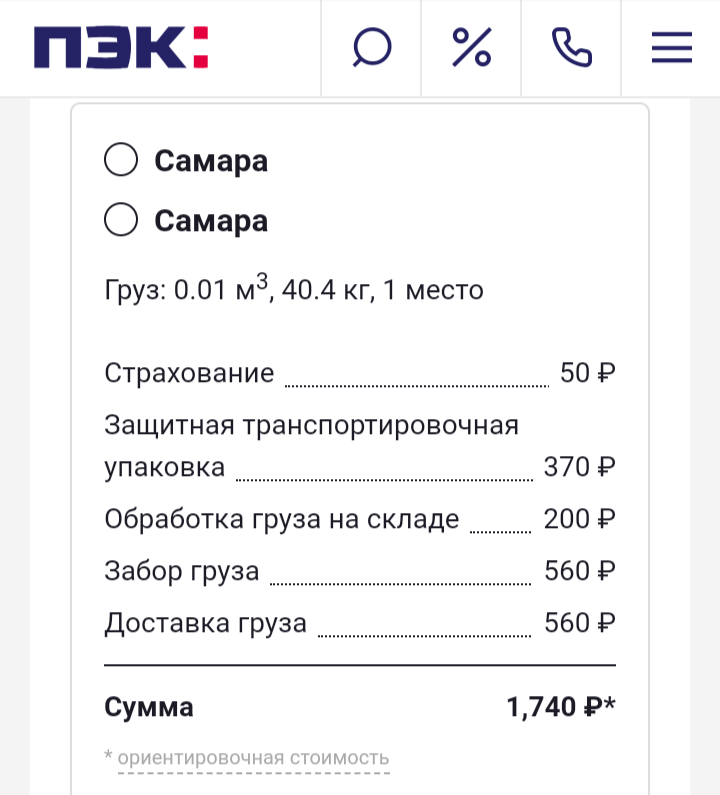 ПЭК:
Самара
Самара
Груз: 0.01 м³, 40.4 кг, 1 место
Страхование 50 ₽
Защитная транспортировочная
упаковка 370 ₽
Обработка груза на складе 200 ₽
Забор груза 560 ₽
Доставка груза 560 ₽
Сумма 1,740 ₽*
* ориентировочная стоимость